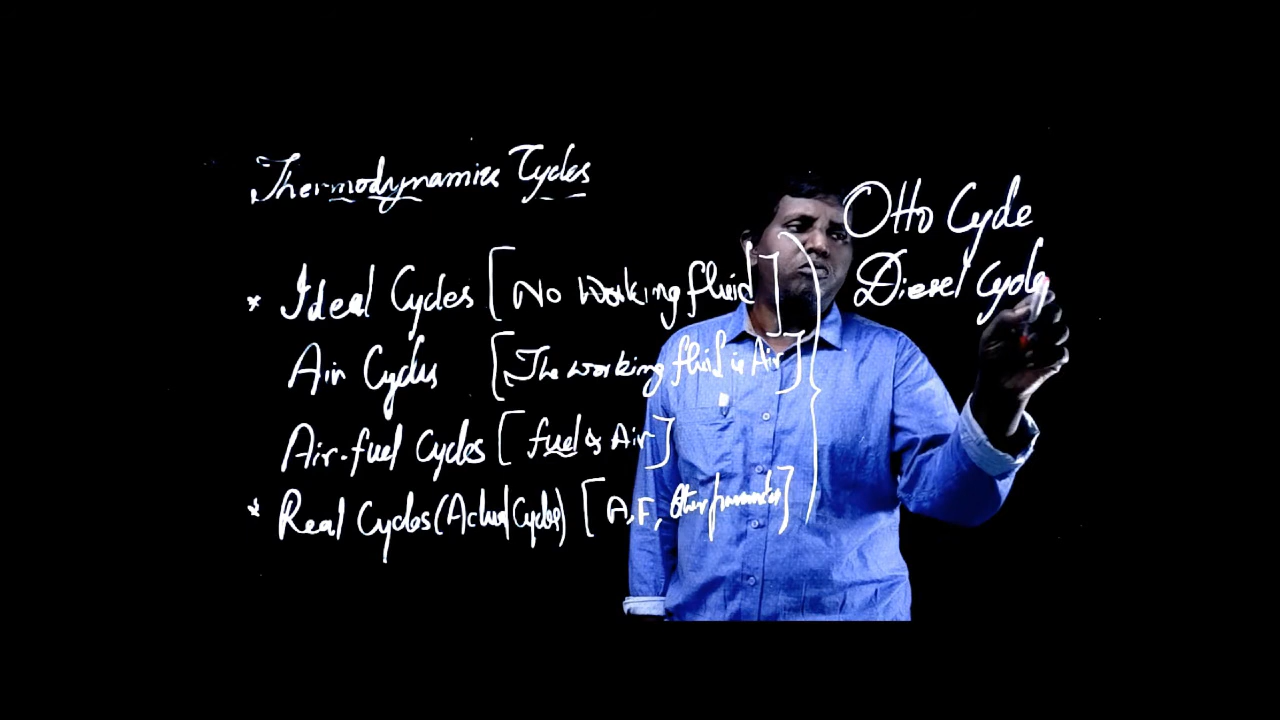 Thermodynamics Cycles
* Ideal Cycles [No working fluid]
Air Cycles [The working fluid is Air]
Air-fuel Cycles [fuel & Air]
* Real Cycles (Actual Cycles) [A, F, Other parameters]
Otto Cycle
Diesel Cycle